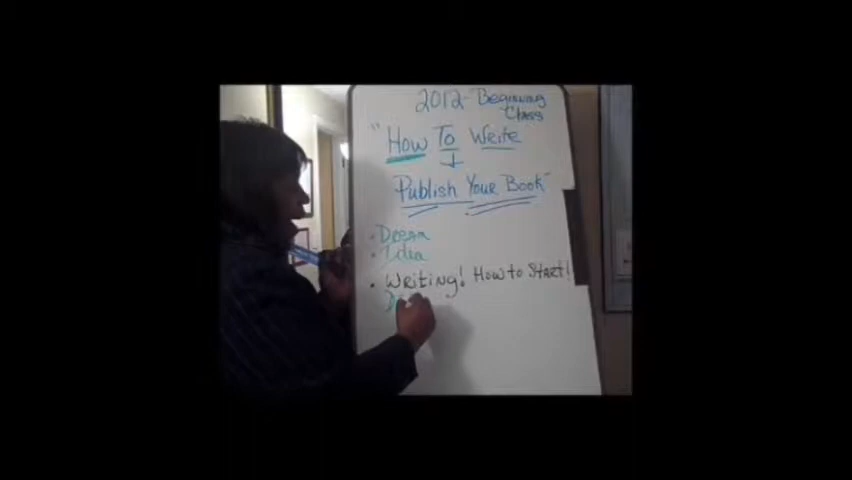 2012- Beginning
Class
"How To Write
+
Publish Your Book"
• Dream
• Idea
• Writing! How to Start!